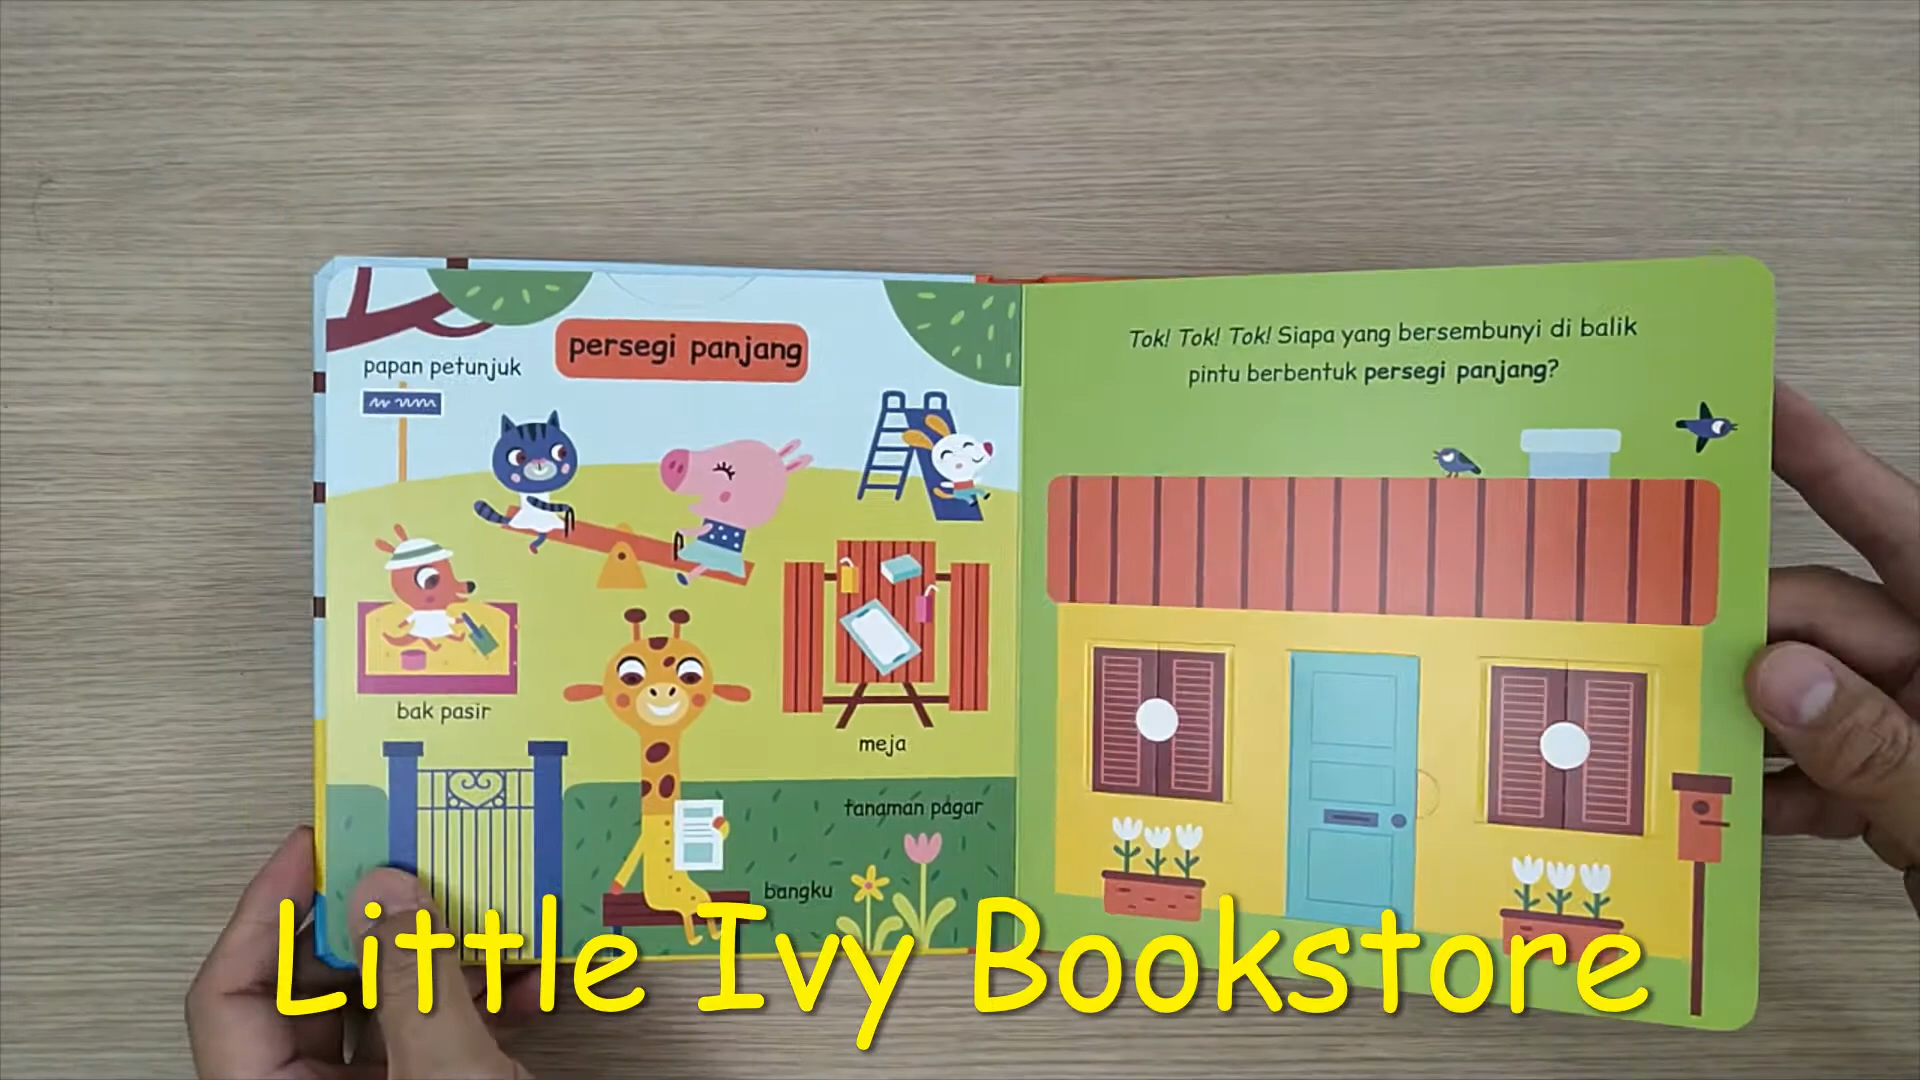 persegi panjang
papan petunjuk
bak pasir
meja
tanaman pagar
bangku
Tok! Tok! Tok! Siapa yang bersembunyi di balik
pintu berbentuk persegi panjang?
Little Ivy Bookstore